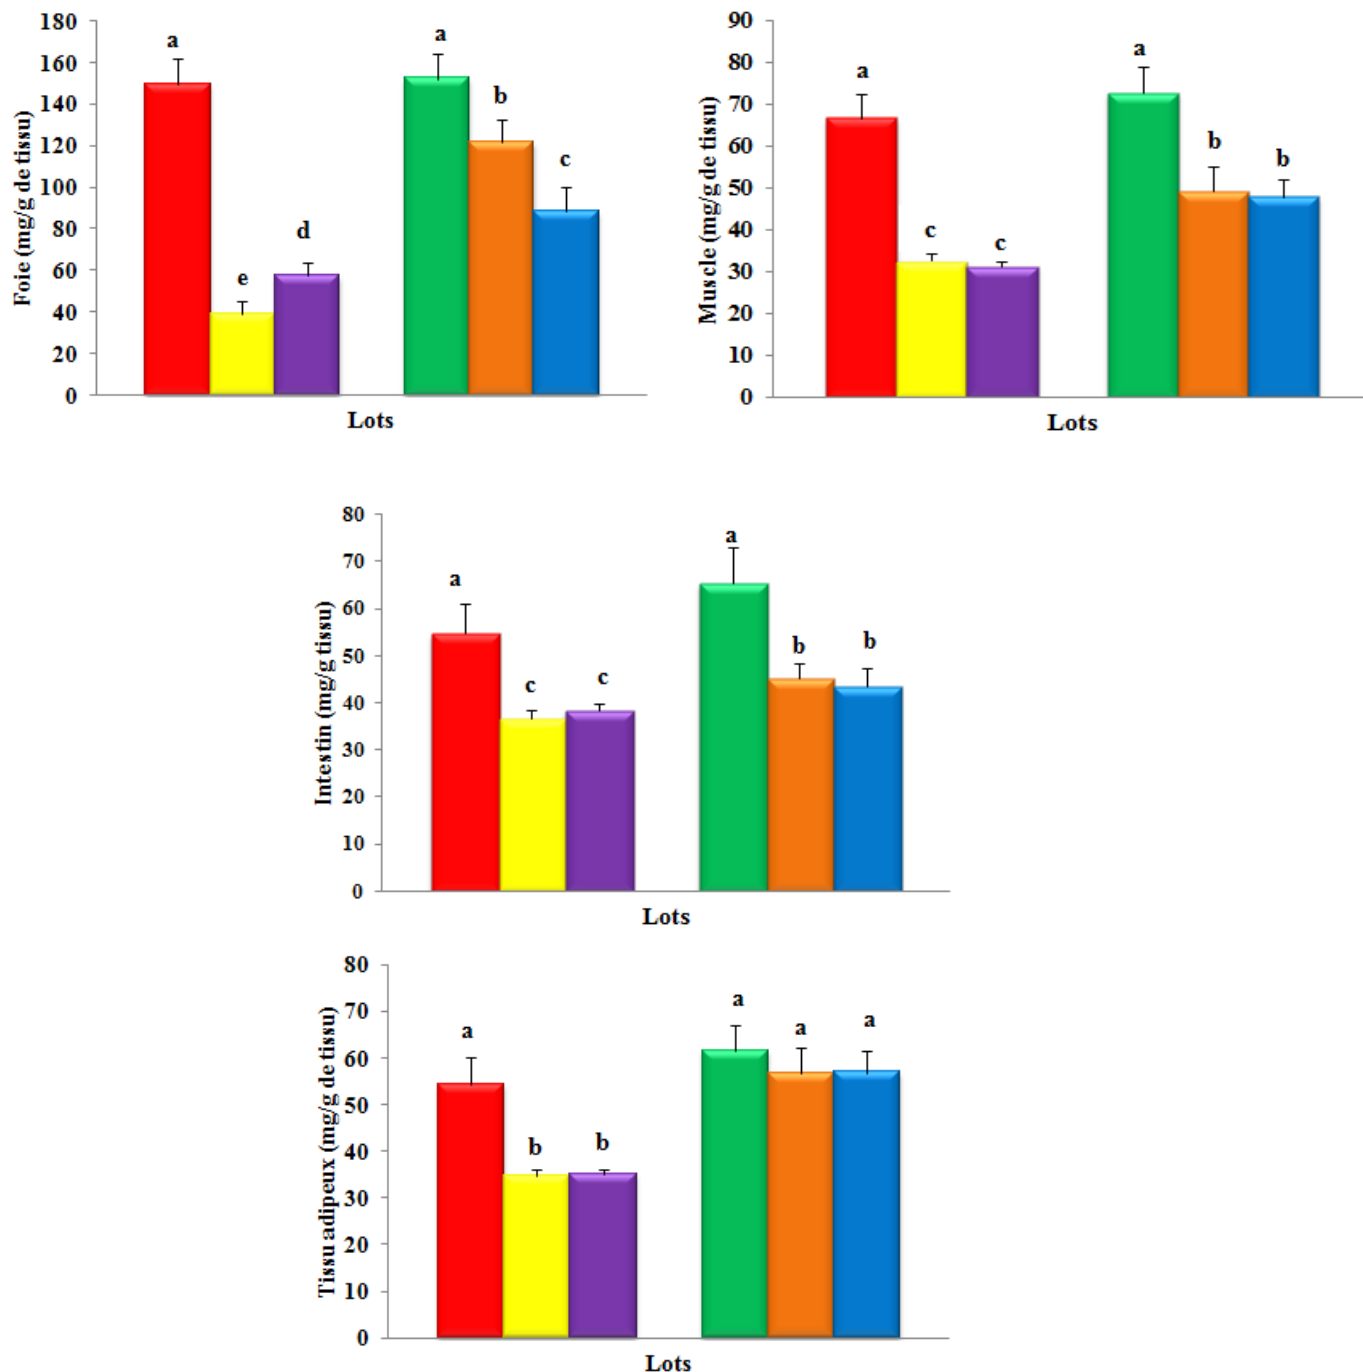 Foie (mg/g de tissu)
180
160
140
120
100
80
60
40
20
0
a
e
d
a
b
c
Lots
Muscle (mg/g de tissu)
90
80
70
60
50
40
30
20
10
0
a
c
c
a
b
b
Lots
Intestin (mg/g tissu)
80
70
60
50
40
30
20
10
0
a
c
c
a
b
b
Lots
Tissu adipeux (mg/g de tissu)
80
70
60
50
40
30
20
10
0
a
b
b
a
a
a
Lots